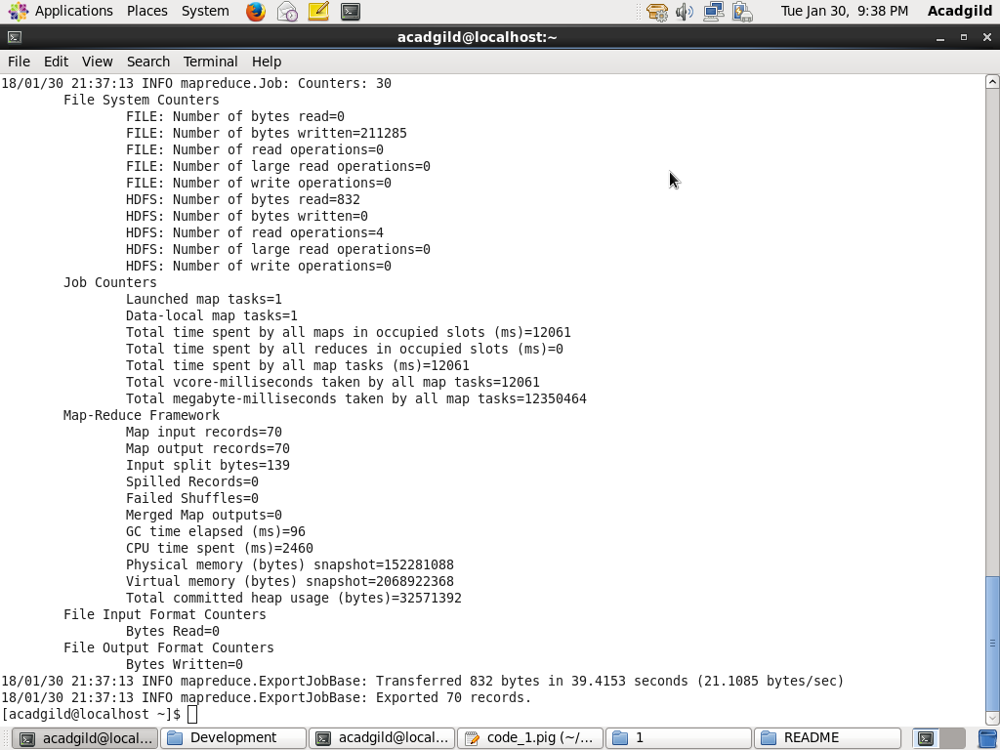 Applications Places System Tue Jan 30, 9:38 PM Acadgild
acadgild@localhost:~
File Edit View Search Terminal Help
18/01/30 21:37:13 INFO mapreduce.Job: Counters: 30
File System Counters
FILE: Number of bytes read=0
FILE: Number of bytes written=211285
FILE: Number of read operations=0
FILE: Number of large read operations=0
FILE: Number of write operations=0
HDFS: Number of bytes read=832
HDFS: Number of bytes written=0
HDFS: Number of read operations=4
HDFS: Number of large read operations=0
HDFS: Number of write operations=0
Job Counters
Launched map tasks=1
Data-local map tasks=1
Total time spent by all maps in occupied slots (ms)=12061
Total time spent by all reduces in occupied slots (ms)=0
Total time spent by all map tasks (ms)=12061
Total vcore-milliseconds taken by all map tasks=12061
Total megabyte-milliseconds taken by all map tasks=12350464
Map-Reduce Framework
Map input records=70
Map output records=70
Input split bytes=139
Spilled Records=0
Failed Shuffles=0
Merged Map outputs=0
GC time elapsed (ms)=96
CPU time spent (ms)=2460
Physical memory (bytes) snapshot=152281088
Virtual memory (bytes) snapshot=2068922368
Total committed heap usage (bytes)=32571392
File Input Format Counters
Bytes Read=0
File Output Format Counters
Bytes Written=0
18/01/30 21:37:13 INFO mapreduce.ExportJobBase: Transferred 832 bytes in 39.4153 seconds (21.1085 bytes/sec)
18/01/30 21:37:13 INFO mapreduce.ExportJobBase: Exported 70 records.
[acadgild@localhost ~]$
acadgild@local... Development acadgild@local... code_1.pig (~/... 1 README